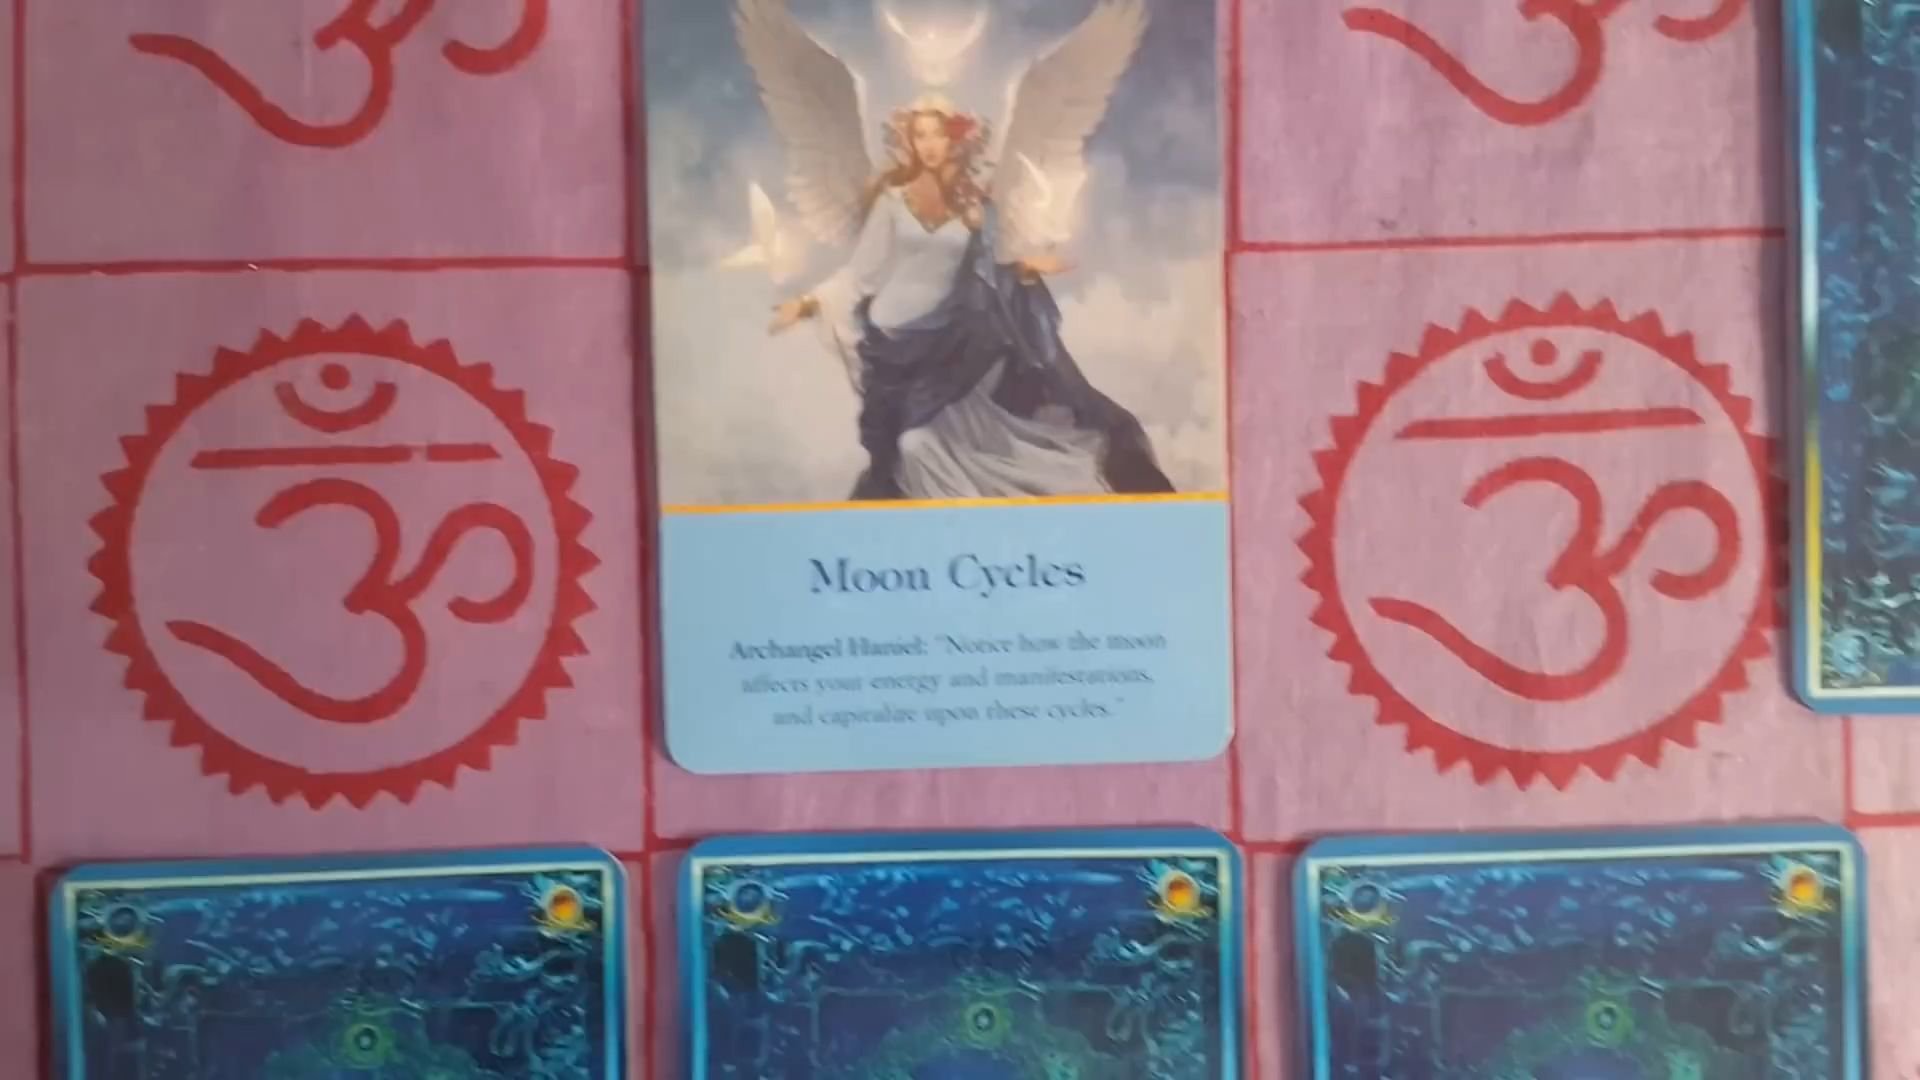 Moon Cycles
Archangel Haniel: "Notice how the moon
affects your energy and manifestations,
and capitalize upon these cycles."
ॐ
ॐ